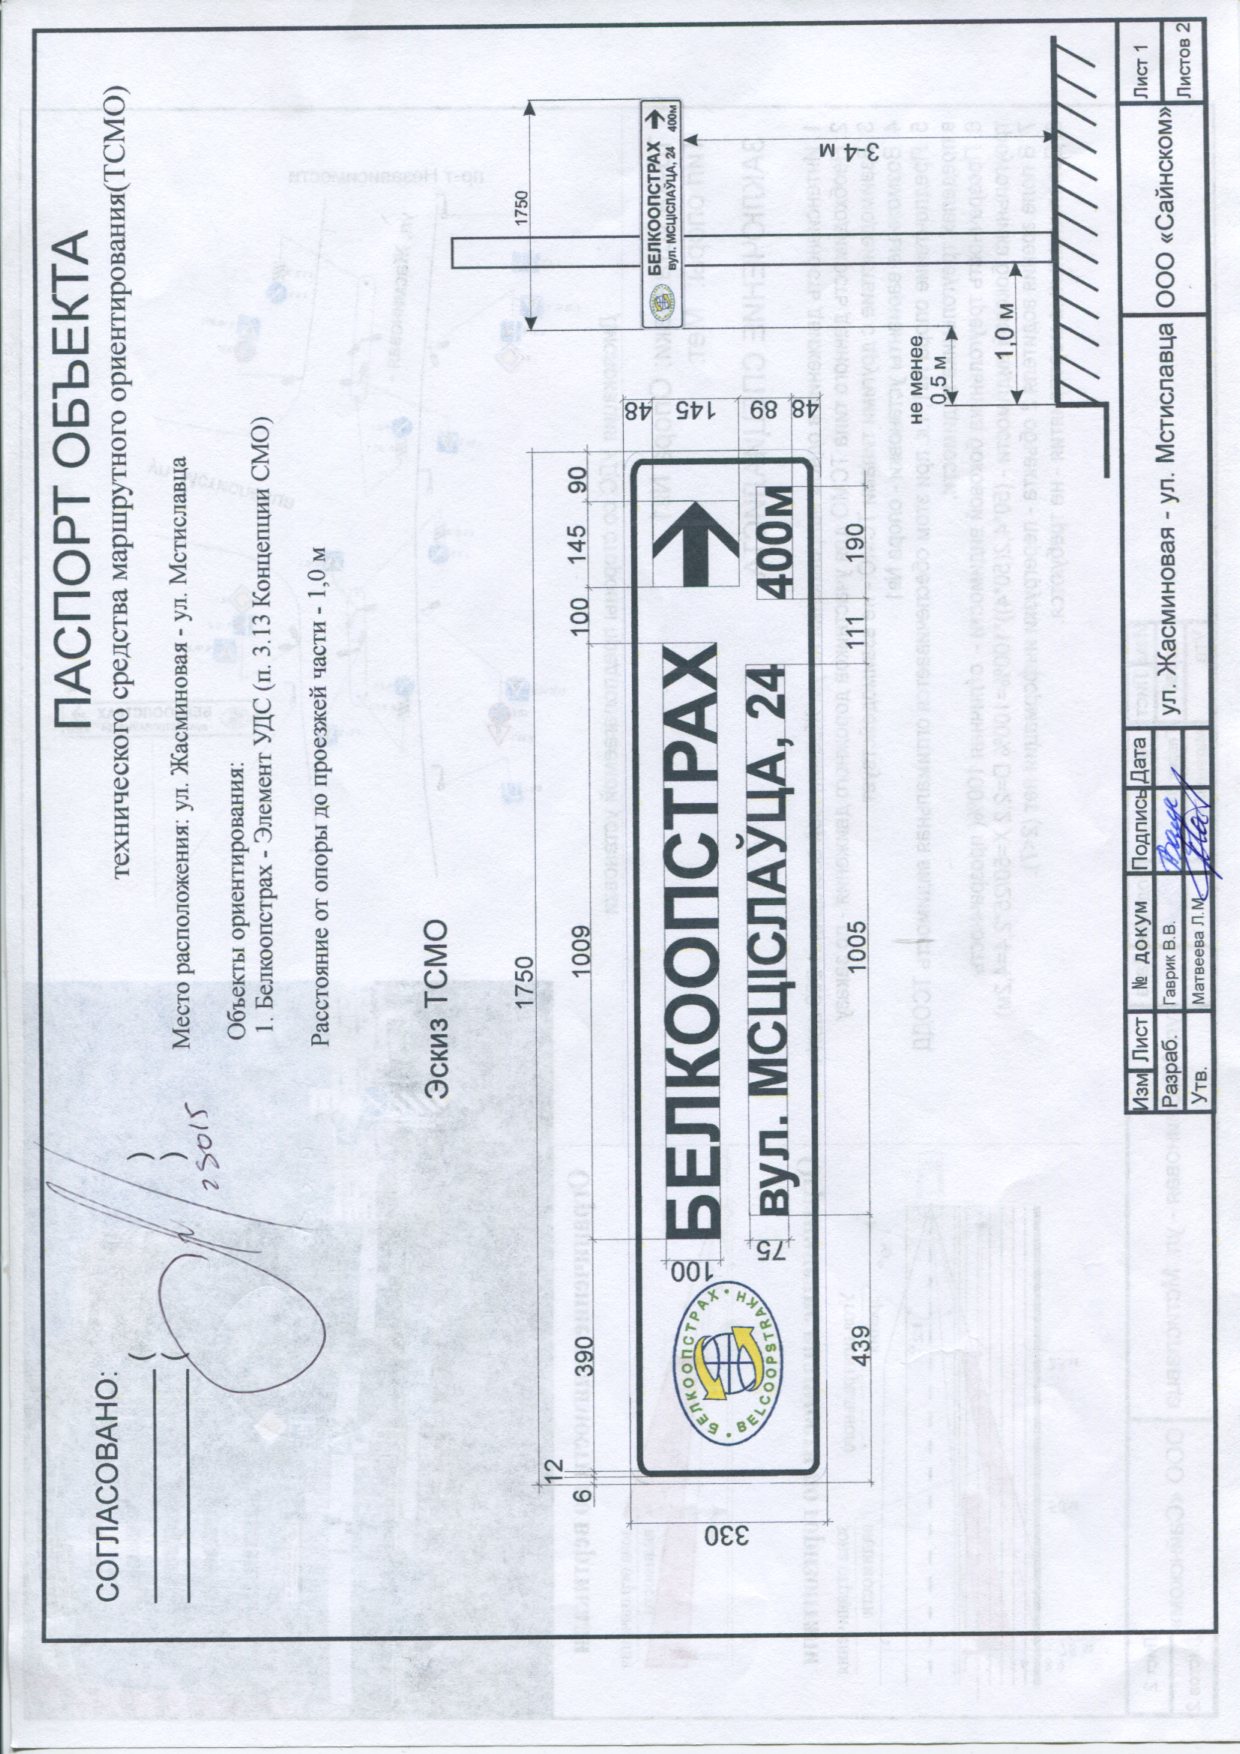 СОГЛАСОВАНО:
( )
( )
23015
ПАСПОРТ ОБЪЕКТА
технического средства маршрутного ориентирования(ТСМО)
Место расположения: ул. Жасминовая - ул. Мстиславца
Объекты ориентирования:
1. Белкоопстрах - Элемент УДС (п. 3.13 Концепции СМО)
Расстояние от опоры до проезжей части - 1,0 м
Эскиз ТСМО
1750
6 12 390 1009 100 145 90
330
БЕЛКООПСТРАХ
BELCOOPSTRAKH
100
БЕЛКООПСТРАХ
75
вул. МСЦІСЛАЎЦА, 24
400м
48
145
89
48
439 1005 111 190
1750
БЕЛКООПСТРАХ
вул. МСЦІСЛАЎЦА, 24 400м
не менее
0,5 м
1,0 м
3-4 м
Изм Лист № докум Подпись Дата
Разраб. Гаврик В.В.
Утв. Матвеева Л.М.
ул. Жасминовая - ул. Мстиславца
ООО «Сайнском»
Лист 1
Листов 2